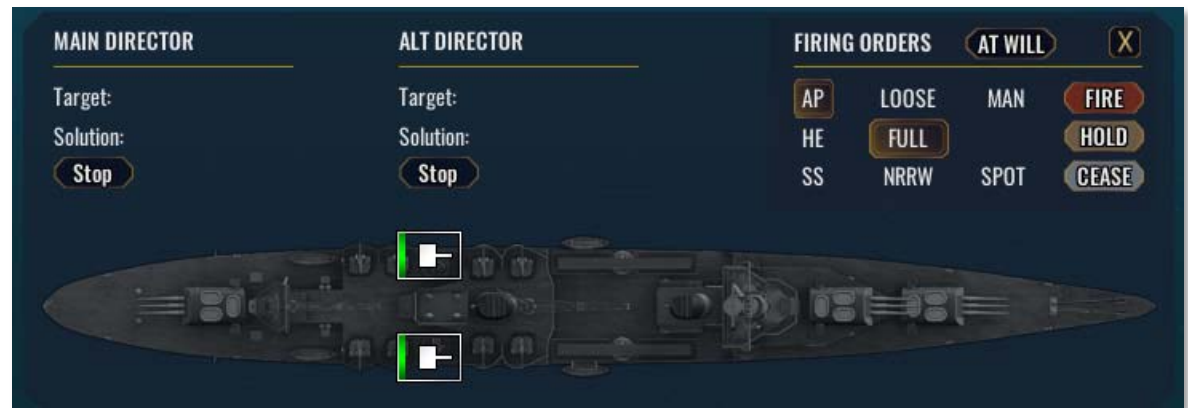 MAIN DIRECTOR
Target:
Solution:
Stop
ALT DIRECTOR
Target:
Solution:
Stop
FIRING ORDERS AT WILL X
AP LOOSE MAN FIRE
HE FULL HOLD
SS NRRW SPOT CEASE